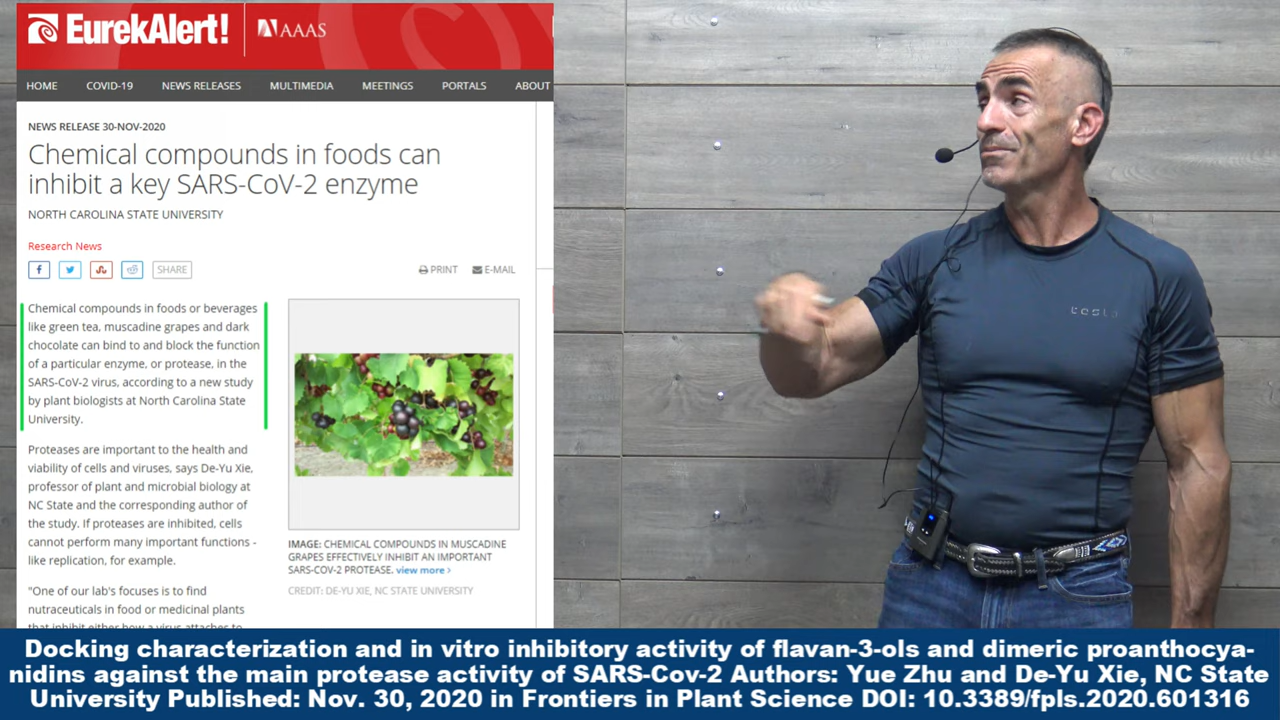 EurekAlert!
AAAS
HOME COVID-19 NEWS RELEASES MULTIMEDIA MEETINGS PORTALS ABOUT
NEWS RELEASE 30-NOV-2020
Chemical compounds in foods can
inhibit a key SARS-CoV-2 enzyme
NORTH CAROLINA STATE UNIVERSITY
Research News
SHARE
PRINT E-MAIL
Chemical compounds in foods or beverages
like green tea, muscadine grapes and dark
chocolate can bind to and block the function
of a particular enzyme, or protease, in the
SARS-CoV-2 virus, according to a new study
by plant biologists at North Carolina State
University.
Proteases are important to the health and
viability of cells and viruses, says De-Yu Xie,
professor of plant and microbial biology at
NC State and the corresponding author of
the study. If proteases are inhibited, cells
cannot perform many important functions -
like replication, for example.
"One of our lab's focuses is to find
nutraceuticals in food or medicinal plants
that inhibit either how a virus attaches to
IMAGE: CHEMICAL COMPOUNDS IN MUSCADINE
GRAPES EFFECTIVELY INHIBIT AN IMPORTANT
SARS-COV-2 PROTEASE. view more >
CREDIT: DE-YU XIE, NC STATE UNIVERSITY
tesla
Docking characterization and in vitro inhibitory activity of flavan-3-ols and dimeric proanthocya-
nidins against the main protease activity of SARS-Cov-2 Authors: Yue Zhu and De-Yu Xie, NC State
University Published: Nov. 30, 2020 in Frontiers in Plant Science DOI: 10.3389/fpls.2020.601316